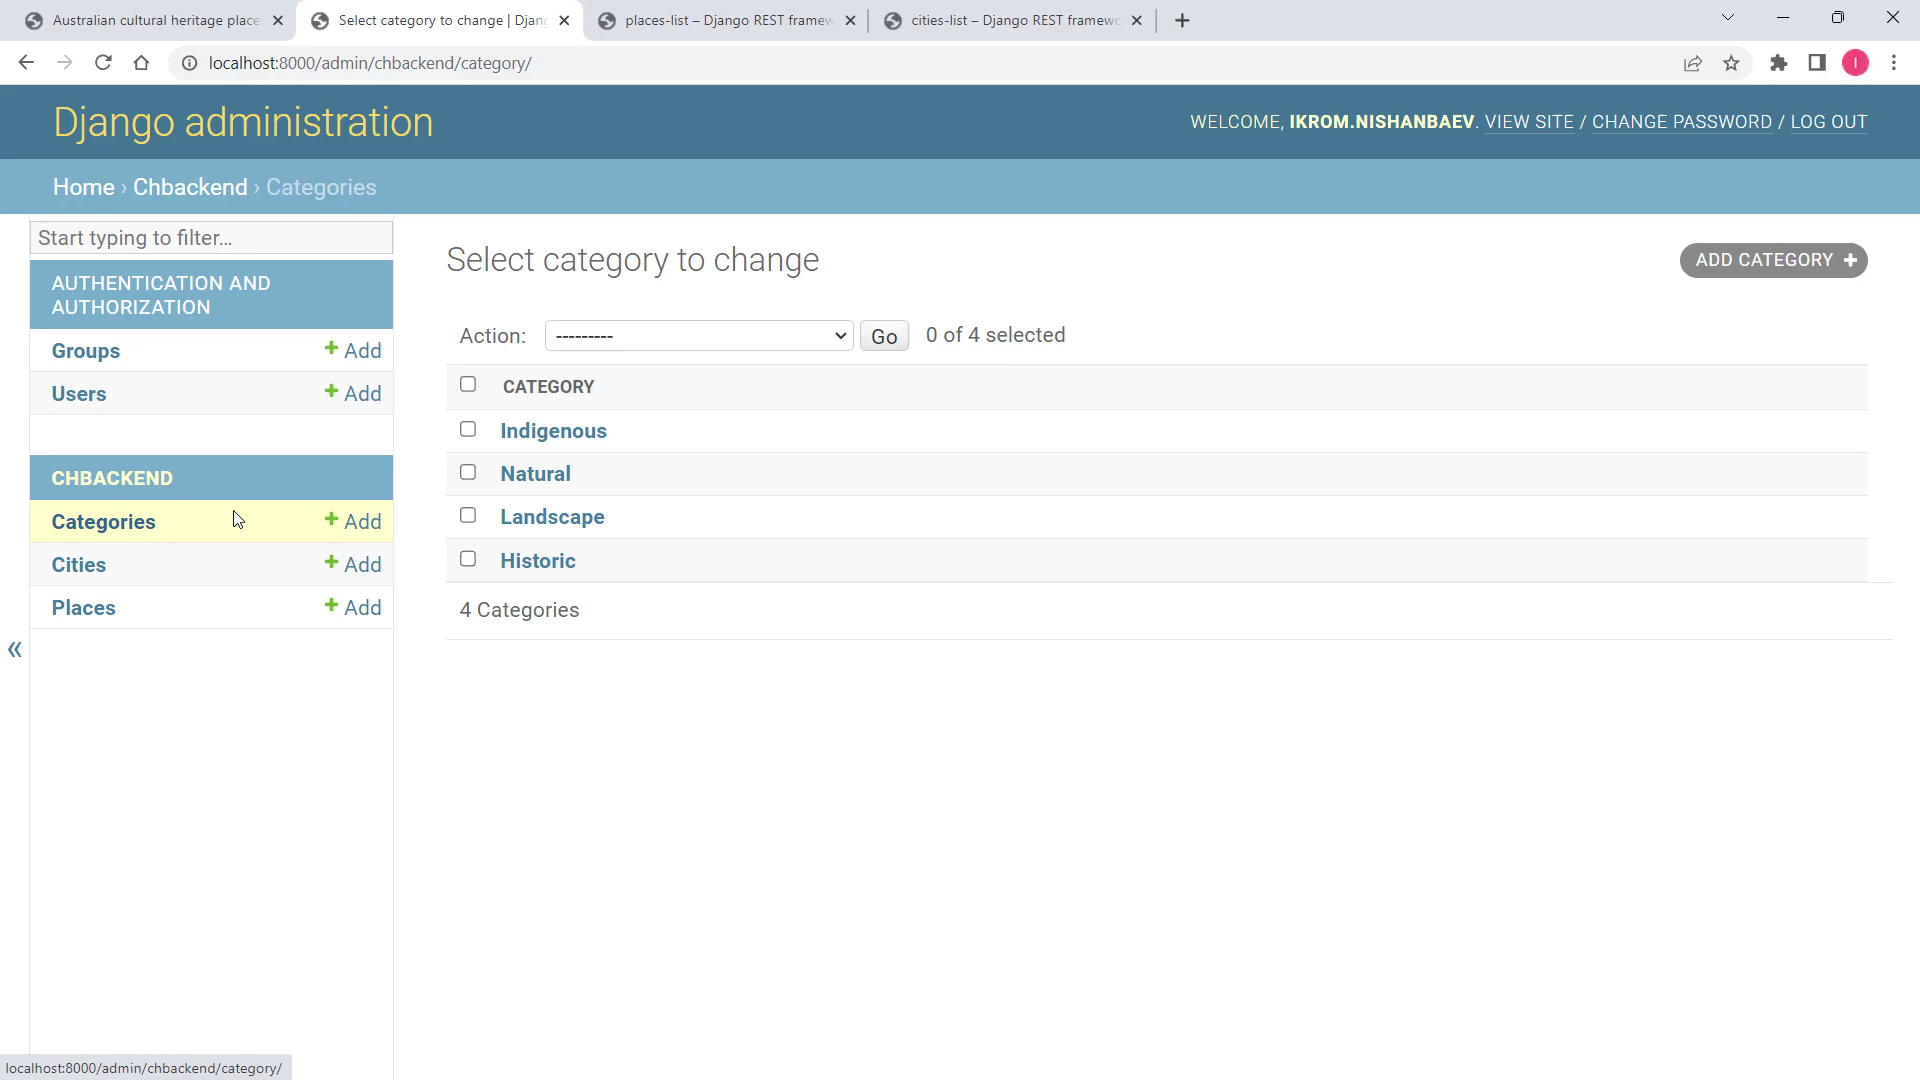 Australian cultural heritage place
Select category to change | Djan
places-list – Django REST framew
cities-list – Django REST framewo
localhost:8000/admin/chbackend/category/
I
Django administration
WELCOME, IKROM.NISHANBAEV. VIEW SITE / CHANGE PASSWORD / LOG OUT
Home › Chbackend › Categories
Start typing to filter...
AUTHENTICATION AND
AUTHORIZATION
Groups + Add
Users + Add
CHBACKEND
Categories + Add
Cities + Add
Places + Add
«
Select category to change
ADD CATEGORY +
Action: --------- Go 0 of 4 selected
CATEGORY
Indigenous
Natural
Landscape
Historic
4 Categories
localhost:8000/admin/chbackend/category/